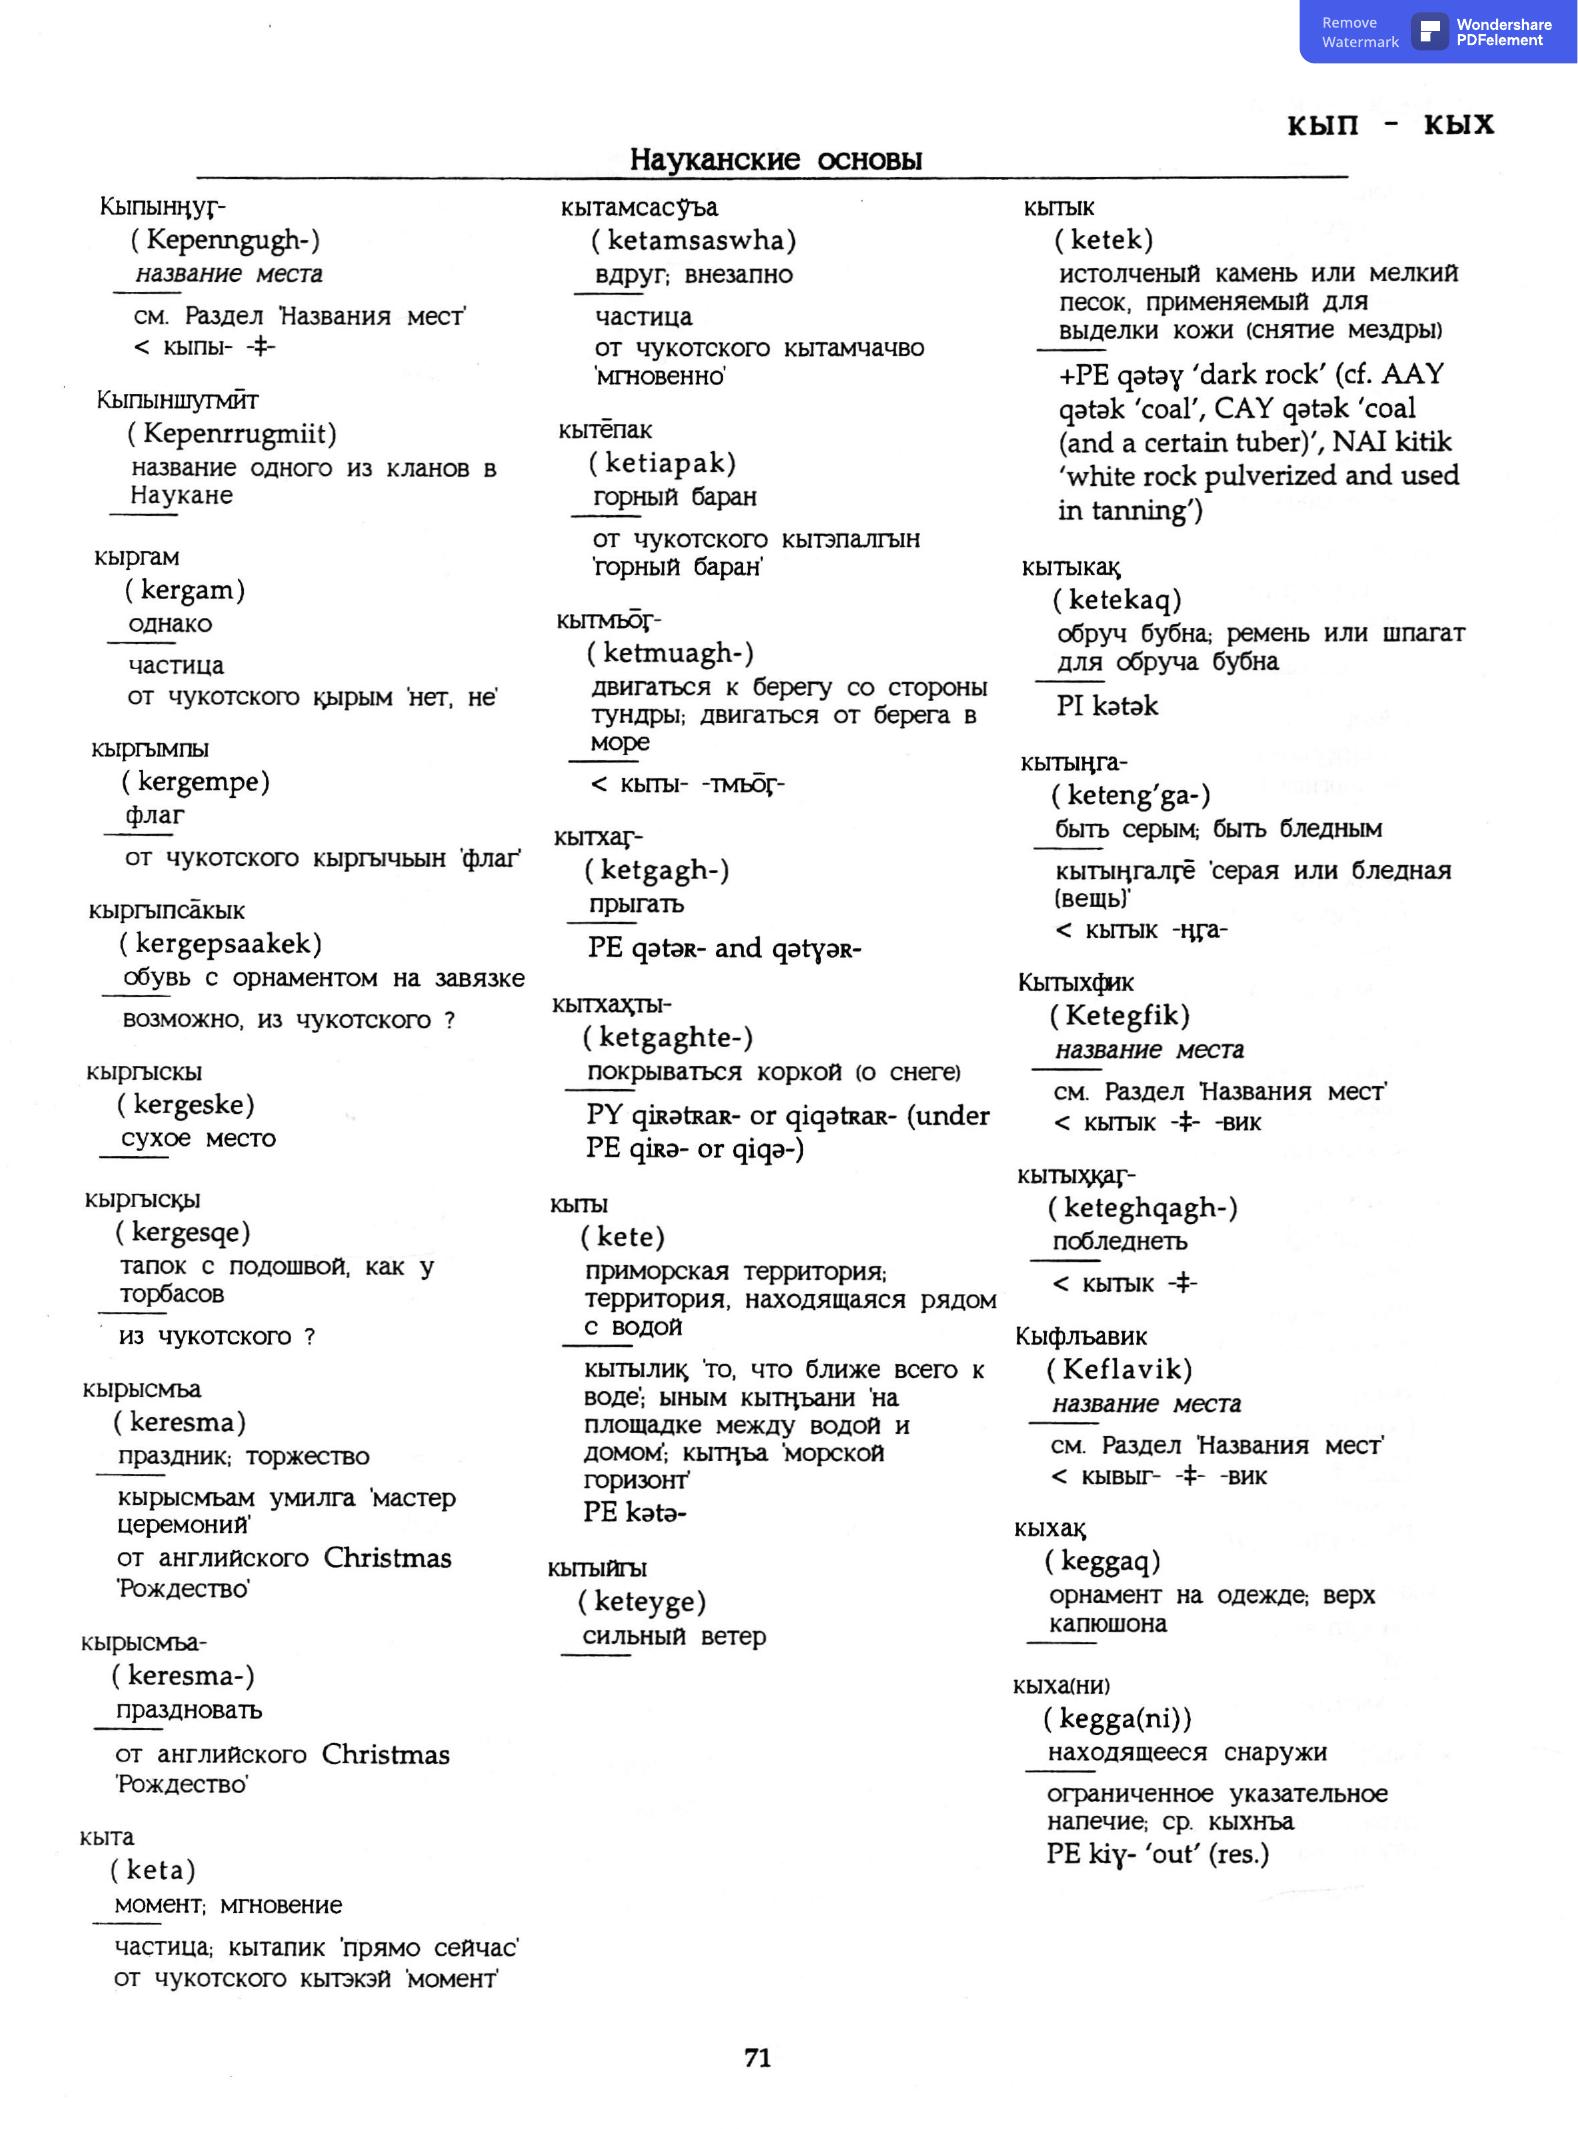 Remove
Watermark
Wondershare
PDFelement
кып - кых
Науканские основы
Кыпынңуӷ-
(Kepenngugh-)
название места
см. Раздел 'Названия мест'
< кыпы- -‡-
Кыпыншугмӣт
(Kepenrrugmiit)
название одного из кланов в
Наукане
кыргам
(kergam)
однако
частица
от чукотского қырым 'нет, не'
кыргымпы
(kergempe)
флаг
от чукотского кыргычьын 'флаг'
кыргыпса̄кык
(kergepsaakek)
обувь с орнаментом на завязке
возможно, из чукотского ?
кыргыскы
(kergeske)
сухое место
кыргысқы
(kergesqe)
тапок с подошвой, как у
торбасов
из чукотского ?
кырысмъа
(keresma)
праздник; торжество
кырысмъам умилга 'мастер
церемоний'
от английского Christmas
'Рождество'
кырысмъа-
(keresma-)
праздновать
от английского Christmas
'Рождество'
кыта
(keta)
момент; мгновение
частица; кытапик 'прямо сейчас'
от чукотского кытэкэй 'момент'
кытамсасўъа
(ketamsaswha)
вдруг; внезапно
частица
от чукотского кытамчачво
'мгновенно'
кыте̄пак
(ketiapak)
горный баран
от чукотского кытэпалгын
'горный баран'
кытмьо̄ӷ-
(ketmuagh-)
двигаться к берегу со стороны
тундры; двигаться от берега в
море
< кыты- -тмьо̄ӷ-
кытхаӷ-
(ketgagh-)
прыгать
PE qətəʀ- and qətɣəʀ-
кытхаҳты-
(ketgaghte-)
покрываться коркой (о снеге)
PY qiʀətʀaʀ- or qiqətʀaʀ- (under
PE qiʀə- or qiqə-)
кыты
(kete)
приморская территория;
территория, находящаяся рядом
с водой
кытылиқ 'то, что ближе всего к
воде'; ыным кытңъани 'на
площадке между водой и
домом'; кытңъа 'морской
горизонт'
PE kətə-
кытыйгы
(keteyge)
сильный ветер
кытык
(ketek)
истолченый камень или мелкий
песок, применяемый для
выделки кожи (снятие мездры)
+PE qətəɣ 'dark rock' (cf. AAY
qətək 'coal', CAY qətək 'coal
(and a certain tuber)', NAI kitik
'white rock pulverized and used
in tanning')
кытыкақ
(ketekaq)
обруч бубна; ремень или шпагат
для обруча бубна
PI kətək
кытыңга-
(keteng'ga-)
быть серым; быть бледным
кытыңгалӷе̄ 'серая или бледная
(вещь)'
< кытык -ңӷа-
Кытыхфик
(Ketegfik)
название места
см. Раздел 'Названия мест'
< кытык -‡- -вик
кытыҳқаӷ-
(keteghqagh-)
побледнеть
< кытык -‡-
Кыфлъавик
(Keflavik)
название места
см. Раздел 'Названия мест'
< кывыг- -‡- -вик
кыхақ
(keggaq)
орнамент на одежде; верх
капюшона
кыха(ни)
(kegga(ni))
находящееся снаружи
ограниченное указательное
напечие; ср. кыхнъа
PE kiɣ- 'out' (res.)
71